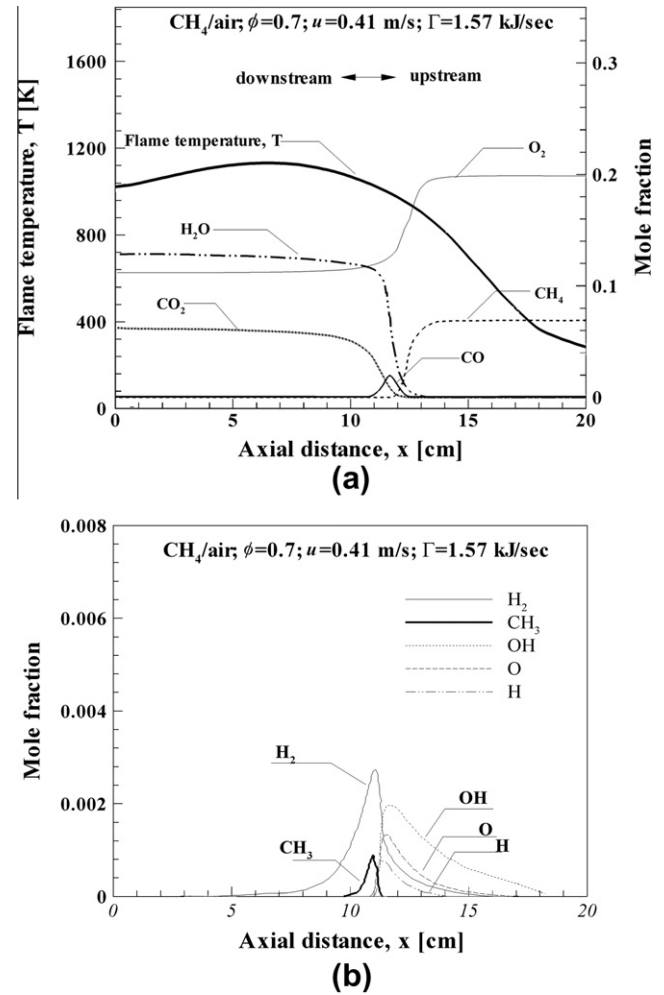 CH₄/air; ϕ=0.7; u=0.41 m/s; Γ=1.57 kJ/sec
downstream upstream
Flame temperature, T
O₂
H₂O
CO₂
CH₄
CO
Flame temperature, T [K]
1600
1200
800
400
0
Mole fraction
0.3
0.2
0.1
0
0 5 10 15 20
Axial distance, x [cm]
(a)
CH₄/air; ϕ=0.7; u=0.41 m/s; Γ=1.57 kJ/sec
H₂
CH₃
OH
O
H
H₂
CH₃
OH
O
H
Mole fraction
0.008
0.006
0.004
0.002
0
0 5 10 15 20
Axial distance, x [cm]
(b)